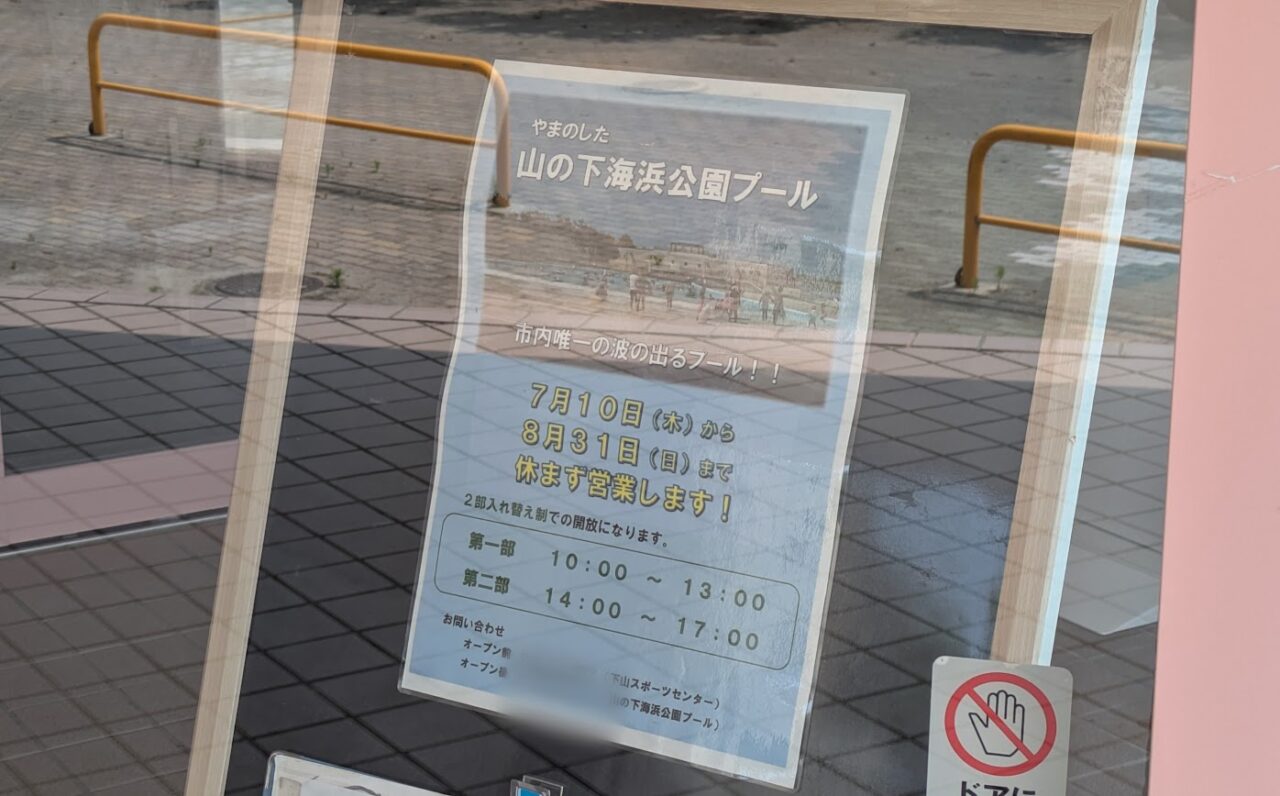 やまのした
山の下海浜公園プール
市内唯一の波の出るプール！！
7月10日（木）から
8月31日（日）まで
休まず営業します！
2部入れ替え制での開放になります。
第一部 10:00 ～ 13:00
第二部 14:00 ～ 17:00
お問い合わせ
オープン前 下山スポーツセンター）
オープン後 山の下海浜公園プール）
ドアに